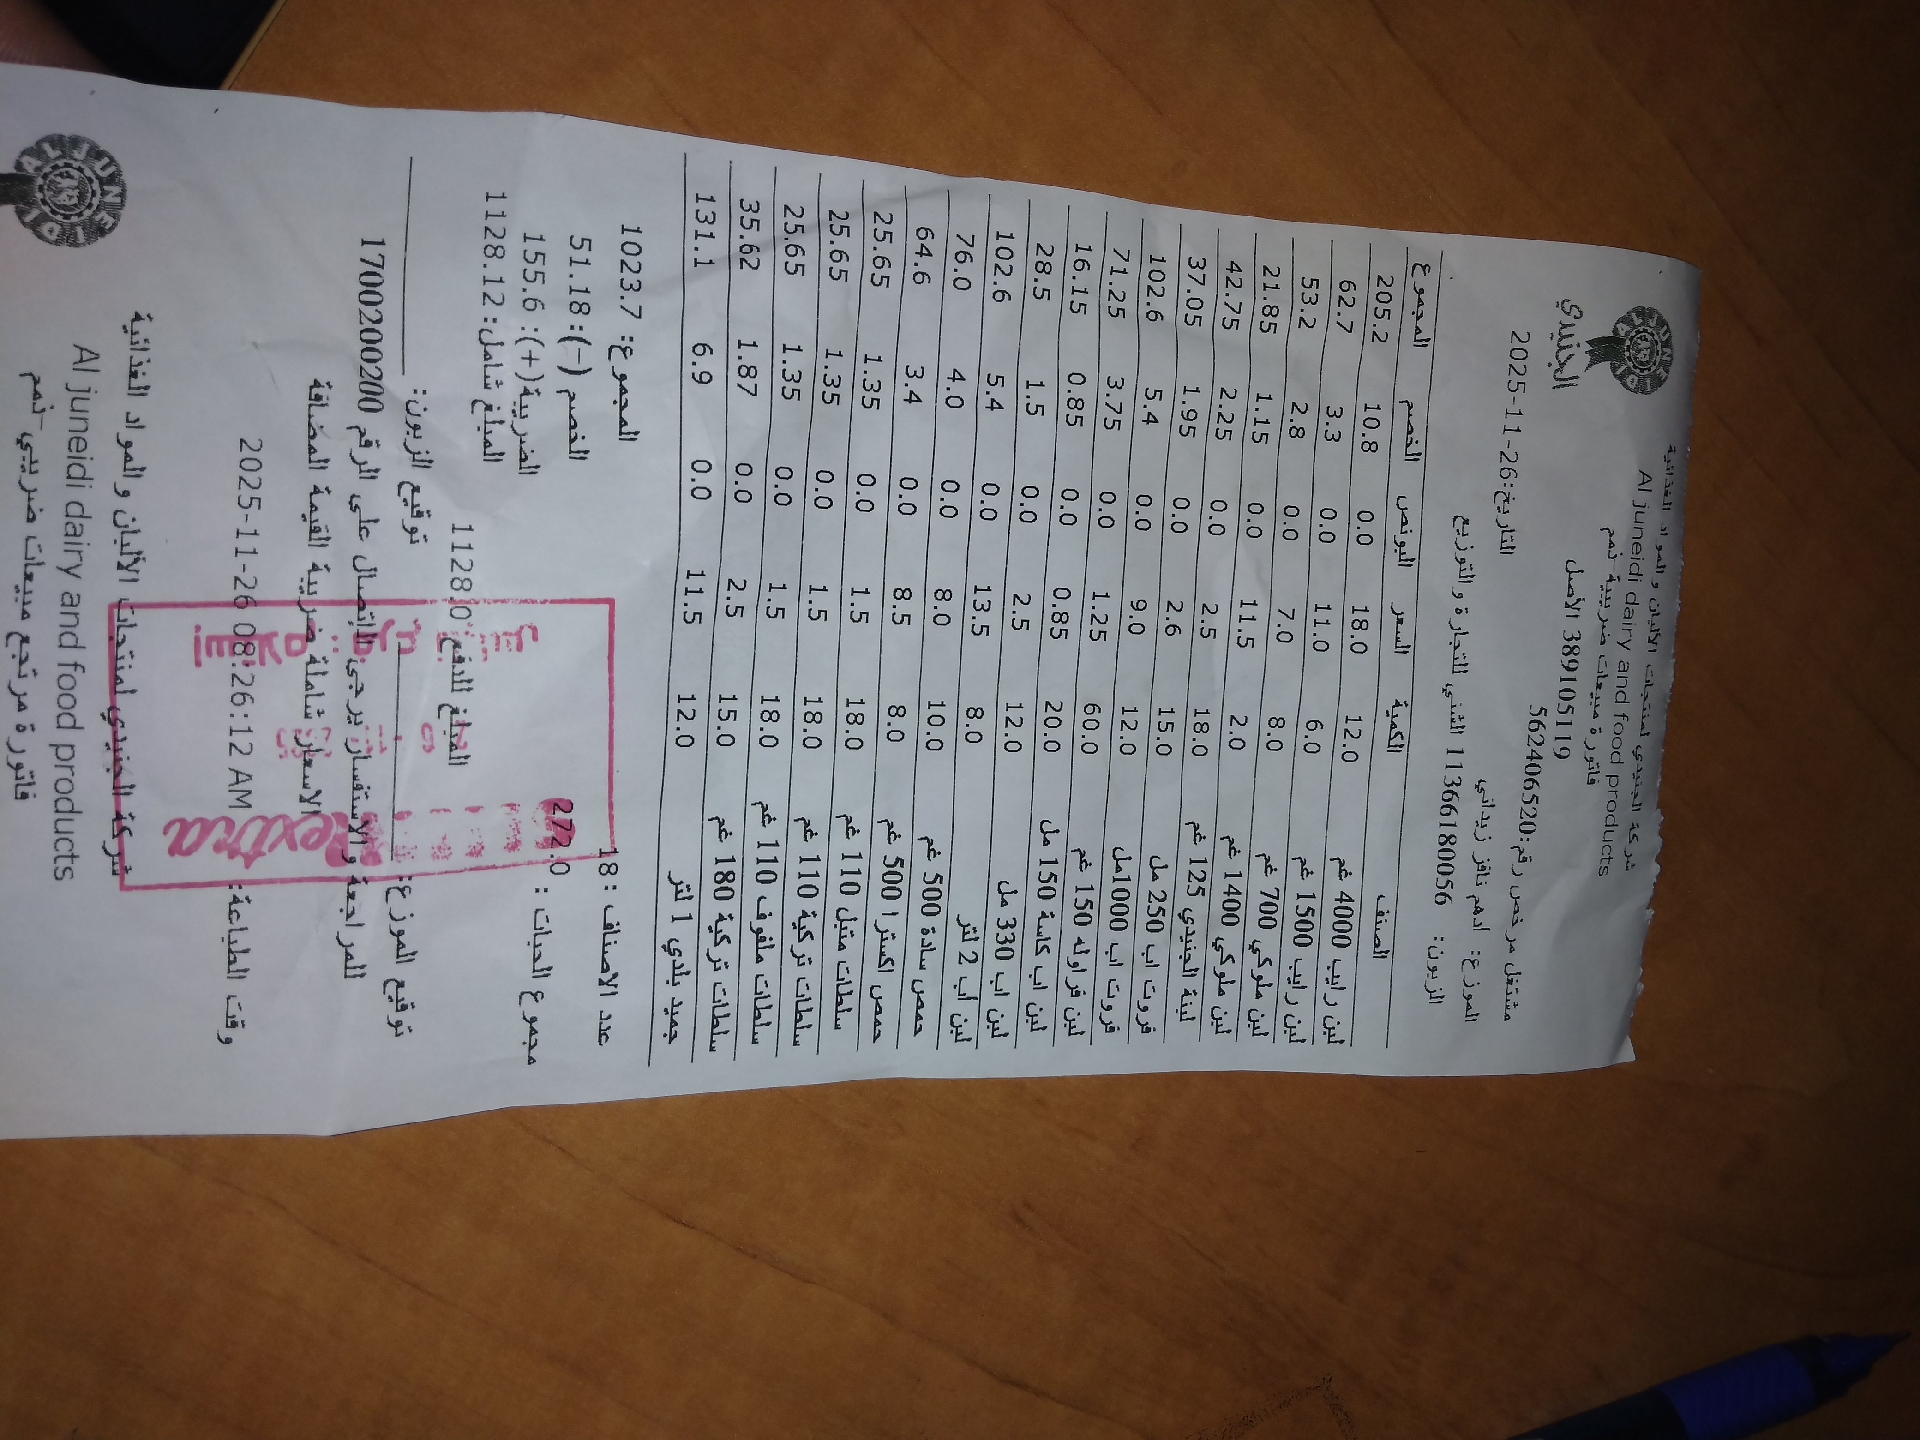 شركة الجنيدي لمنتجات الألبان و المواد الغذائية
Al juneidi dairy and food products
فاتورة مبيعات ضريبية-ذمم
389105119 الأصل
الجنيدي
مشتغل مرخص رقم:562406520
التاريخ:26-11-2025
الموزع: ادهم نافز زيداني
الزبون: 11366180056 الشني للتجارة والتوزيع
الصنف الكمية السعر البونص الخصم المجموع
لبن رايب 4000 غم 12.0 18.0 0.0 10.8 205.2
لبن رايب 1500 غم 6.0 11.0 0.0 3.3 62.7
لبن ملوكي 700 غم 8.0 7.0 0.0 2.8 53.2
لبن ملوكي 1400 غم 2.0 11.5 0.0 1.15 21.85
لبنة الجنيدي 125 غم 18.0 2.5 0.0 2.25 42.75
فروت اب 250 مل 15.0 2.6 0.0 1.95 37.05
فروت اب 1000مل 12.0 9.0 0.0 5.4 102.6
لبن فراوله 150 غم 60.0 1.25 0.0 3.75 71.25
لبن اب كاسة 150 مل 20.0 0.85 0.0 0.85 16.15
لبن اب 330 مل 12.0 2.5 0.0 1.5 28.5
لبن اب 2 لتر 8.0 13.5 0.0 5.4 102.6
حمص سادة 500 غم 10.0 8.0 0.0 4.0 76.0
حمص اكسترا 500 غم 8.0 8.5 0.0 3.4 64.6
سلطات متبل 110 غم 18.0 1.5 0.0 1.35 25.65
سلطات تركية 110 غم 18.0 1.5 0.0 1.35 25.65
سلطات ملفوف 110 غم 18.0 1.5 0.0 1.35 25.65
سلطات تركية 180 غم 15.0 2.5 0.0 1.87 35.62
جميد بلدي 1 لتر 12.0 11.5 0.0 6.9 131.1
عدد الاصناف :18 المجموع: 1023.7
مجموع الحبات : 272.0 الخصم (-): 51.18
الضريبة(+): 155.6
المبلغ شامل: 1128.12
المبلغ للدفع 1128.0
توقيع الموزع: توقيع الزبون:
للمراجعة و الاستفسار يرجى الاتصال على الرقم 1700200200
الاسعار شاملة ضريبة القيمة المضافة
وقت الطباعة: 2025-11-26 08:26:12 AM
Rextra
شركة الجنيدي لمنتجات الألبان و المواد الغذائية
Al juneidi dairy and food products
فاتورة مرتجع مبيعات ضريبي-ذمم